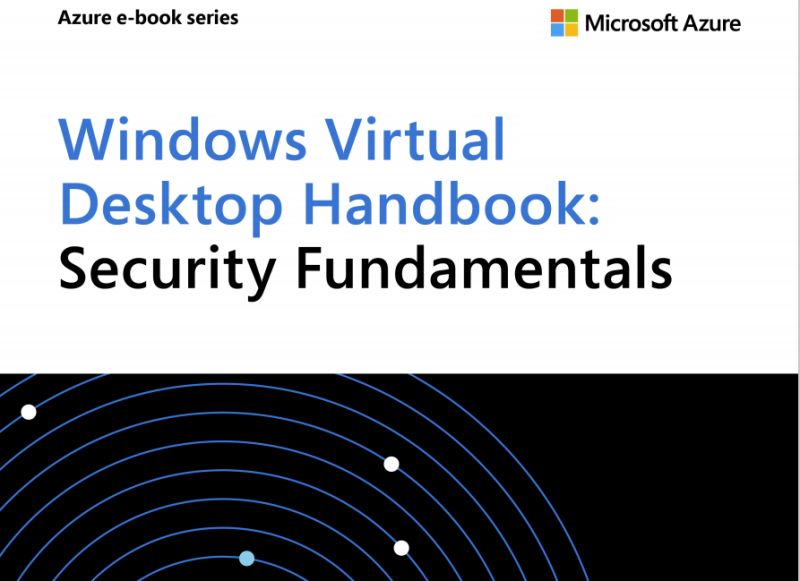 Azure e-book series
Microsoft Azure
Windows Virtual
Desktop Handbook:
Security Fundamentals